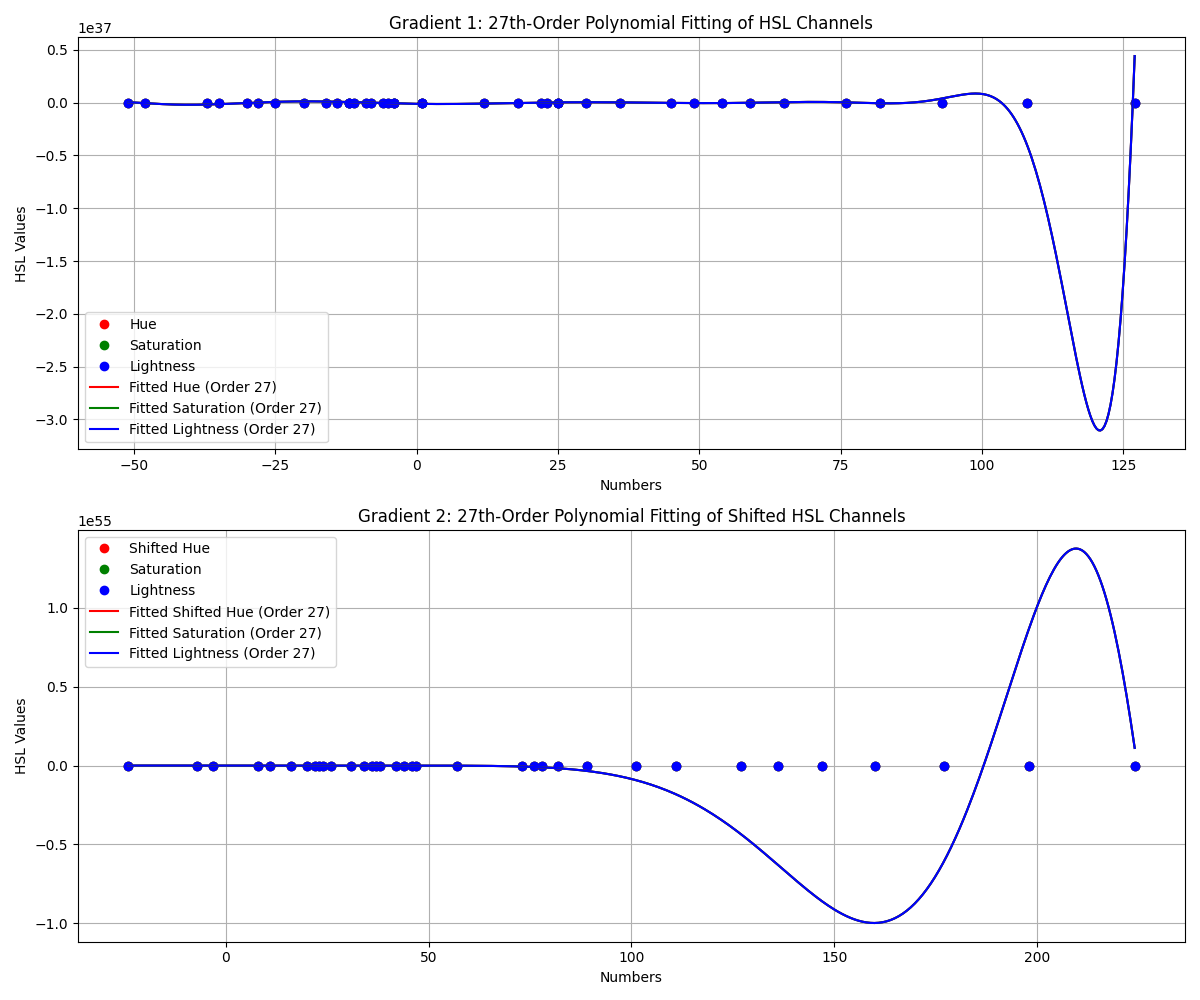 Gradient 1: 27th-Order Polynomial Fitting of HSL Channels
1e37
0.5
0.0
−0.5
−1.0
−1.5
−2.0
−2.5
−3.0
HSL Values
Hue
Saturation
Lightness
Fitted Hue (Order 27)
Fitted Saturation (Order 27)
Fitted Lightness (Order 27)
−50 −25 0 25 50 75 100 125
Numbers
Gradient 2: 27th-Order Polynomial Fitting of Shifted HSL Channels
1e55
1.0
0.5
0.0
−0.5
−1.0
HSL Values
Shifted Hue
Saturation
Lightness
Fitted Shifted Hue (Order 27)
Fitted Saturation (Order 27)
Fitted Lightness (Order 27)
0 50 100 150 200
Numbers